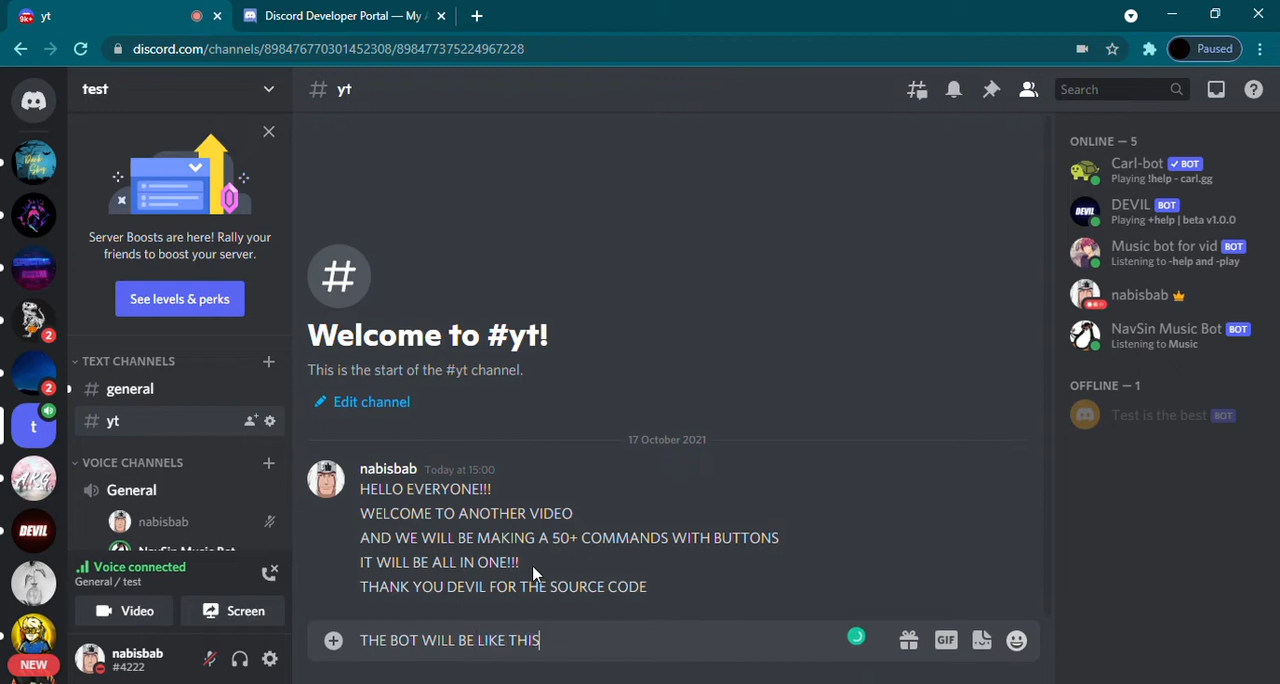 yt
Discord Developer Portal — My
discord.com/channels/898476770301452308/898477375224967228
Paused
test
yt
Search
Server Boosts are here! Rally your
friends to boost your server.
See levels & perks
TEXT CHANNELS
general
yt
VOICE CHANNELS
General
nabisbab
Voice connected
General / test
Video
Screen
nabisbab
#4222
NEW
2
2
t
DEVIL
Welcome to #yt!
This is the start of the #yt channel.
Edit channel
17 October 2021
nabisbab Today at 15:00
HELLO EVERYONE!!!
WELCOME TO ANOTHER VIDEO
AND WE WILL BE MAKING A 50+ COMMANDS WITH BUTTONS
IT WILL BE ALL IN ONE!!!
THANK YOU DEVIL FOR THE SOURCE CODE
THE BOT WILL BE LIKE THIS
GIF
ONLINE — 5
Carl-bot BOT
Playing !help - carl.gg
DEVIL BOT
Playing +help | beta v1.0.0
Music bot for vid BOT
Listening to -help and -play
nabisbab
NavSin Music Bot BOT
Listening to Music
OFFLINE — 1
Test is the best BOT